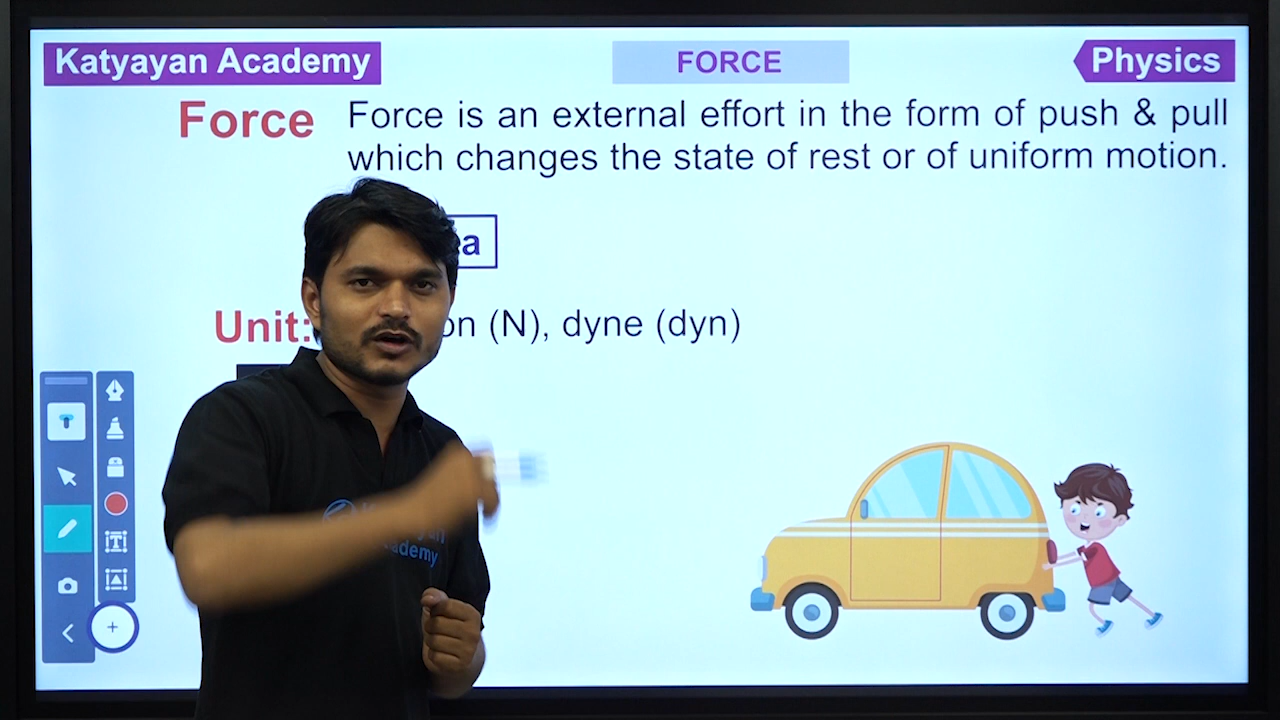 Katyayan Academy
FORCE
Physics
Force
Force is an external effort in the form of push & pull
which changes the state of rest or of uniform motion.
a
Unit:
on (N), dyne (dyn)
T
+